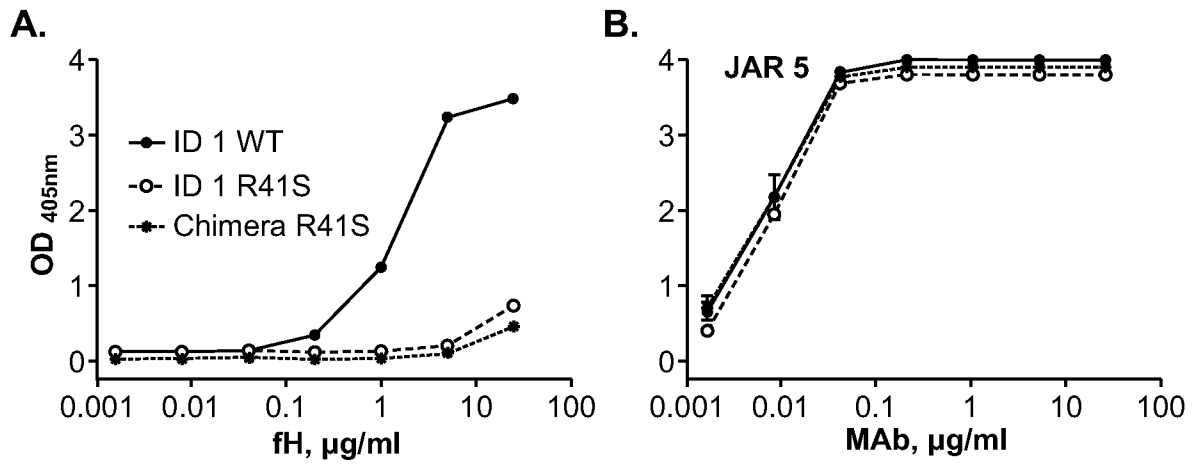 A.
4
3
2
1
0
OD 405nm
ID 1 WT
ID 1 R41S
Chimera R41S
0.001 0.01 0.1 1 10 100
fH, µg/ml
B.
JAR 5
4
3
2
1
0
0.001 0.01 0.1 1 10 100
MAb, µg/ml